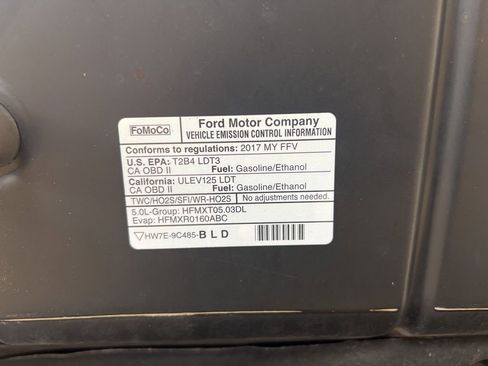 FoMoCo
Ford Motor Company
VEHICLE EMISSION CONTROL INFORMATION
Conforms to regulations: 2017 MY FFV
U.S. EPA: T2B4 LDT3
CA OBD II Fuel: Gasoline/Ethanol
California: ULEV125 LDT
CA OBD II Fuel: Gasoline/Ethanol
TWC/HO2S/SFI/WR-HO2S No adjustments needed.
5.0L-Group: HFMXT05.03DL
Evap: HFMXR0160ABC
HW7E-9C485-BLD